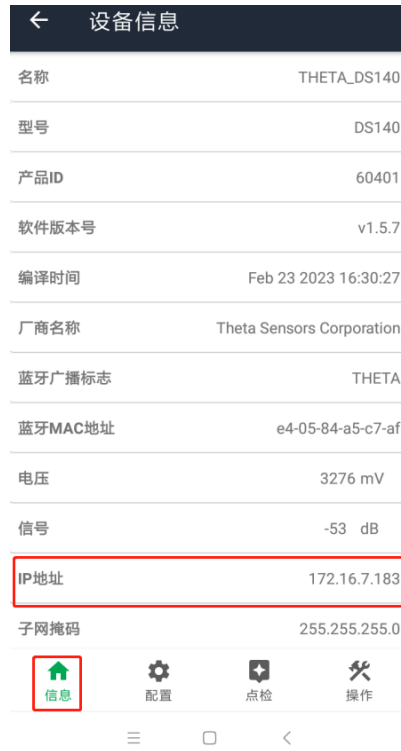 设备信息
名称 THETA_DS140
型号 DS140
产品ID 60401
软件版本号 v1.5.7
编译时间 Feb 23 2023 16:30:27
厂商名称 Theta Sensors Corporation
蓝牙广播标志 THETA
蓝牙MAC地址 e4-05-84-a5-c7-af
电压 3276 mV
信号 -53 dB
IP地址 172.16.7.183
子网掩码 255.255.255.0
信息 配置 点检 操作